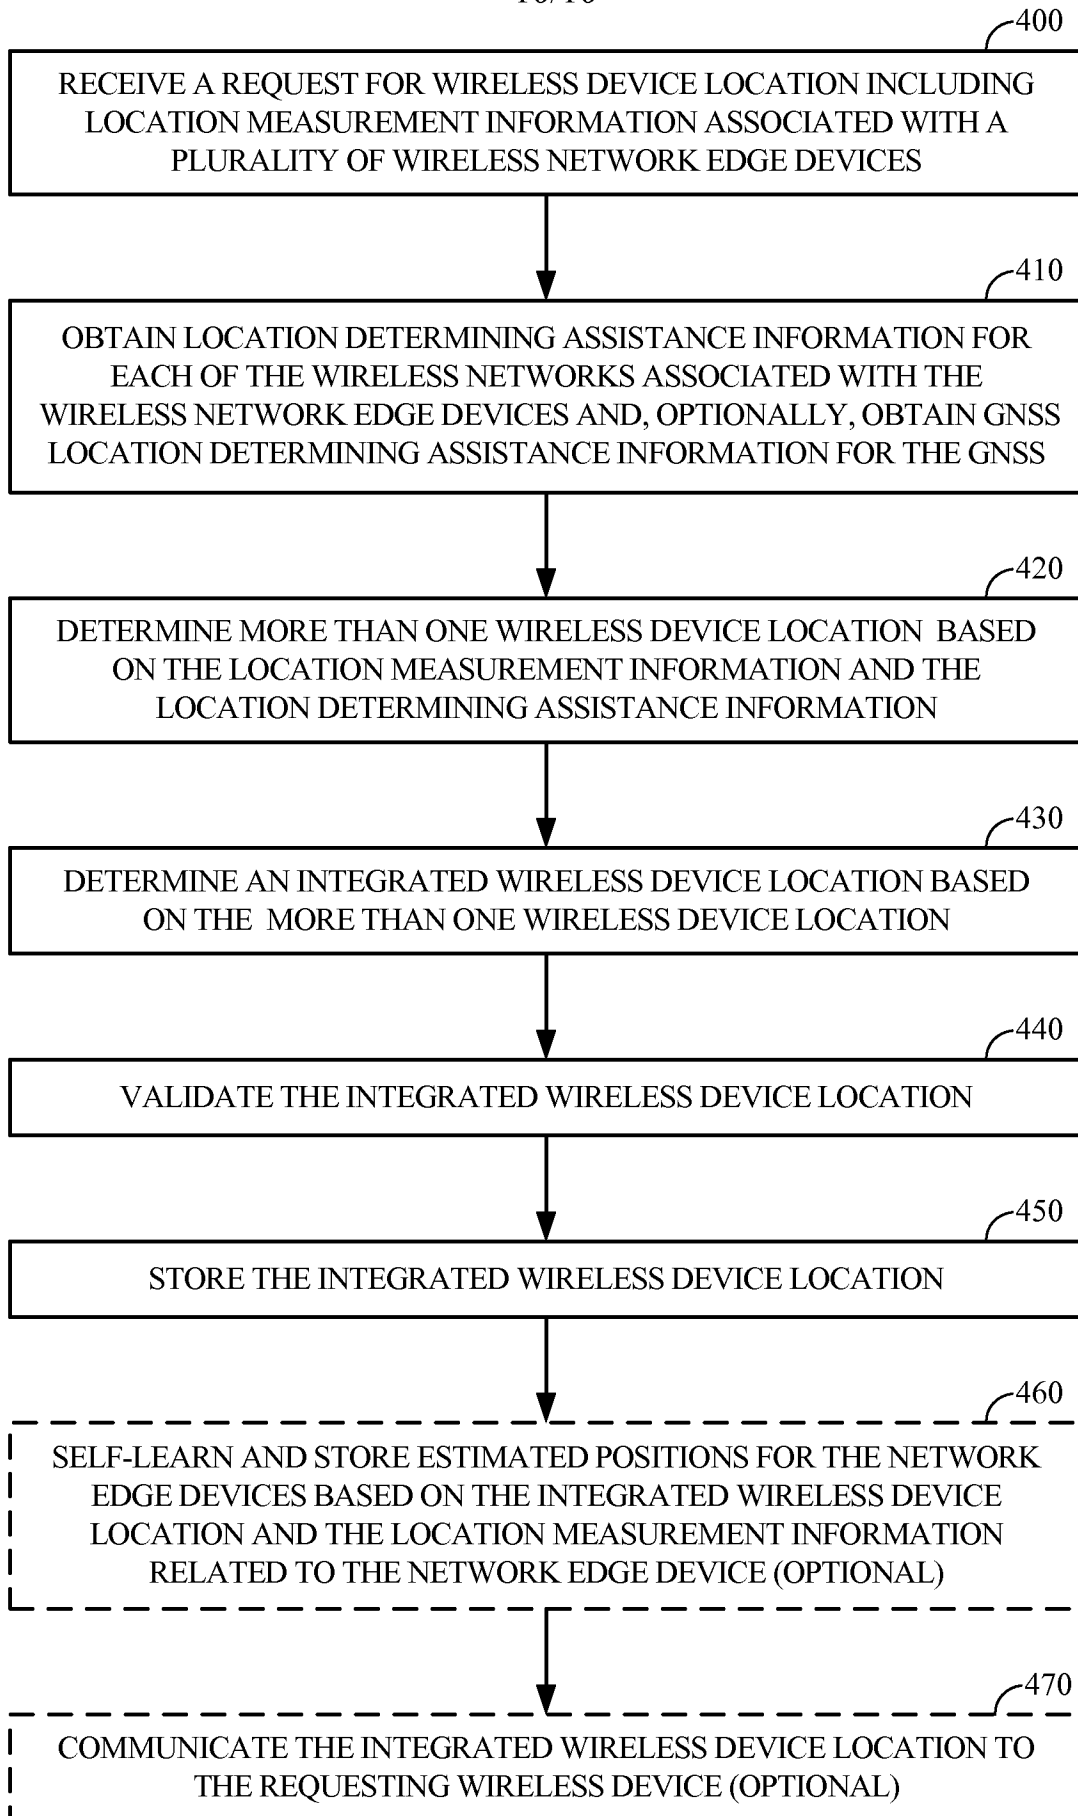 400
RECEIVE A REQUEST FOR WIRELESS DEVICE LOCATION INCLUDING
LOCATION MEASUREMENT INFORMATION ASSOCIATED WITH A
PLURALITY OF WIRELESS NETWORK EDGE DEVICES
410
OBTAIN LOCATION DETERMINING ASSISTANCE INFORMATION FOR
EACH OF THE WIRELESS NETWORKS ASSOCIATED WITH THE
WIRELESS NETWORK EDGE DEVICES AND, OPTIONALLY, OBTAIN GNSS
LOCATION DETERMINING ASSISTANCE INFORMATION FOR THE GNSS
420
DETERMINE MORE THAN ONE WIRELESS DEVICE LOCATION BASED
ON THE LOCATION MEASUREMENT INFORMATION AND THE
LOCATION DETERMINING ASSISTANCE INFORMATION
430
DETERMINE AN INTEGRATED WIRELESS DEVICE LOCATION BASED
ON THE MORE THAN ONE WIRELESS DEVICE LOCATION
440
VALIDATE THE INTEGRATED WIRELESS DEVICE LOCATION
450
STORE THE INTEGRATED WIRELESS DEVICE LOCATION
460
SELF-LEARN AND STORE ESTIMATED POSITIONS FOR THE NETWORK
EDGE DEVICES BASED ON THE INTEGRATED WIRELESS DEVICE
LOCATION AND THE LOCATION MEASUREMENT INFORMATION
RELATED TO THE NETWORK EDGE DEVICE (OPTIONAL)
470
COMMUNICATE THE INTEGRATED WIRELESS DEVICE LOCATION TO
THE REQUESTING WIRELESS DEVICE (OPTIONAL)